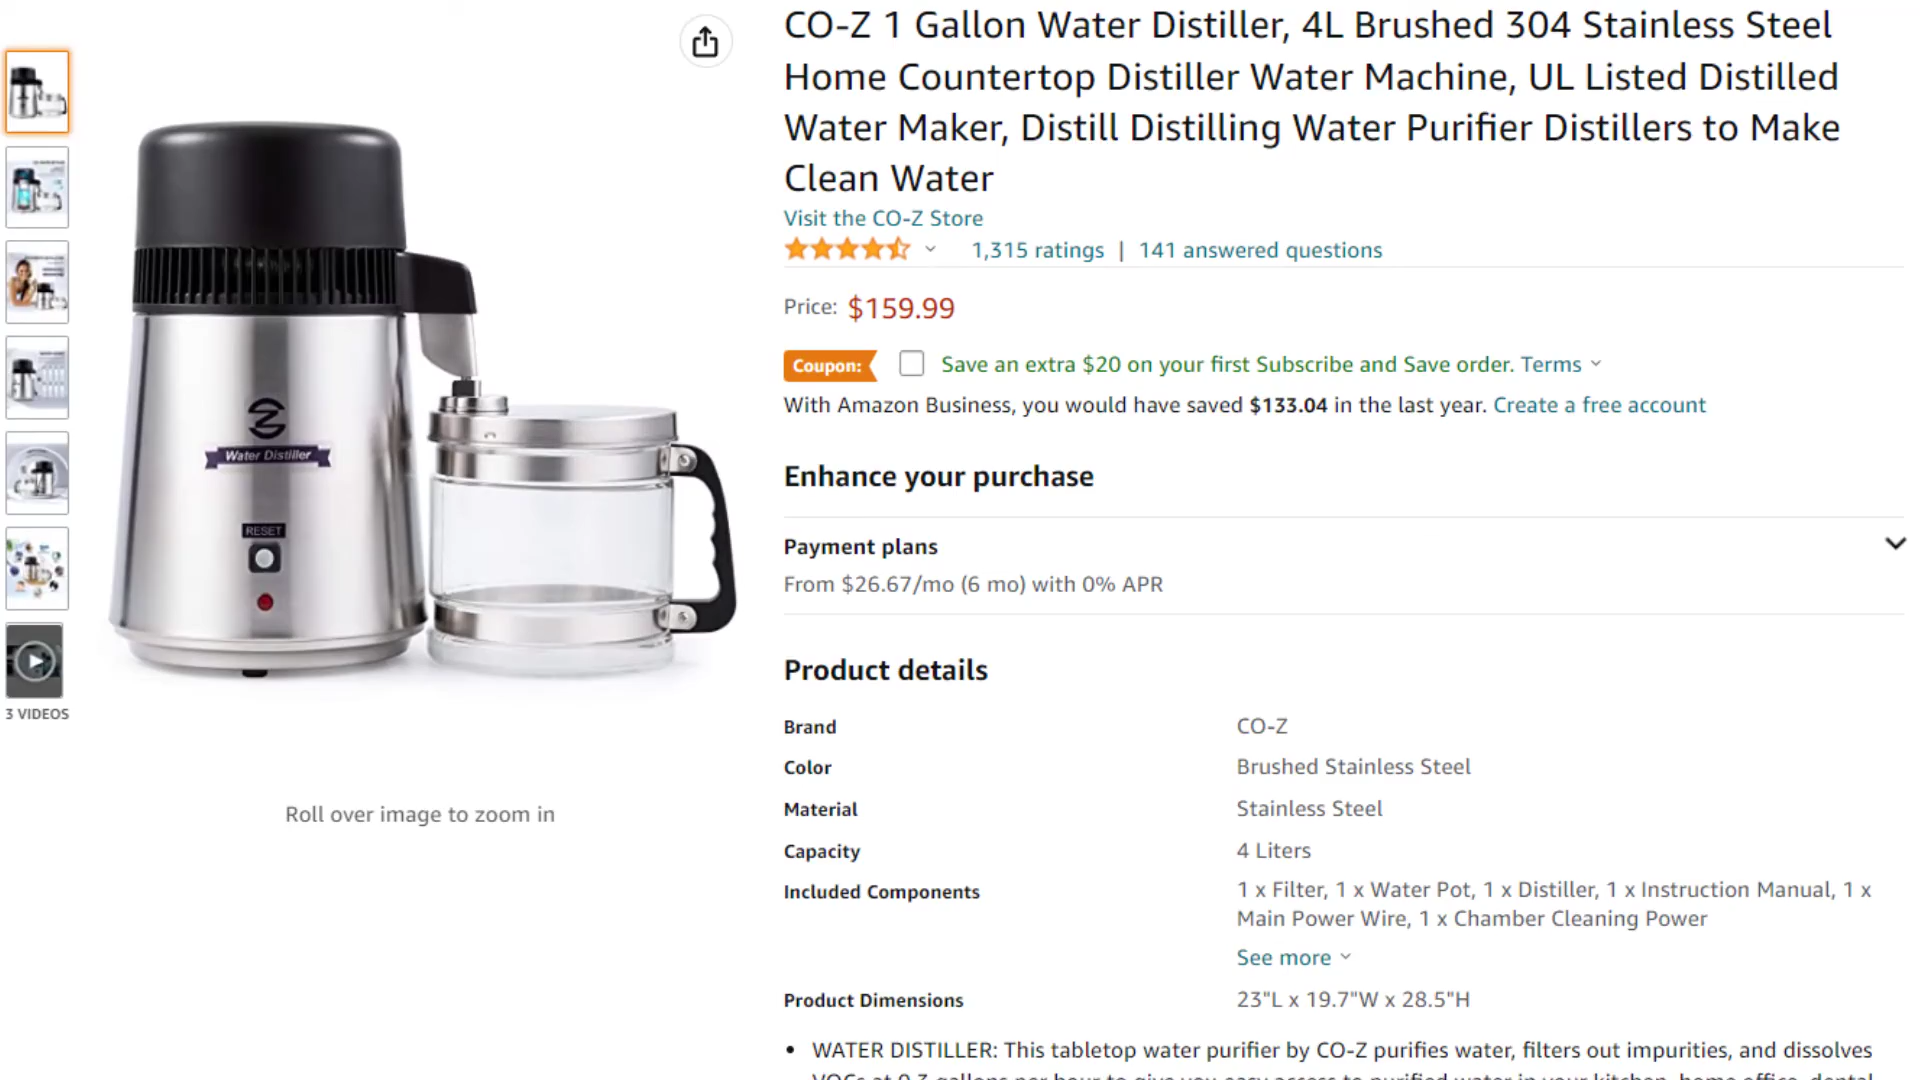 CO-Z 1 Gallon Water Distiller, 4L Brushed 304 Stainless Steel
Home Countertop Distiller Water Machine, UL Listed Distilled
Water Maker, Distill Distilling Water Purifier Distillers to Make
Clean Water
Visit the CO-Z Store
1,315 ratings | 141 answered questions
Price: $159.99
Coupon: Save an extra $20 on your first Subscribe and Save order. Terms
With Amazon Business, you would have saved $133.04 in the last year. Create a free account
Enhance your purchase
Payment plans
From $26.67/mo (6 mo) with 0% APR
Product details
Brand CO-Z
Color Brushed Stainless Steel
Material Stainless Steel
Capacity 4 Liters
Included Components 1 x Filter, 1 x Water Pot, 1 x Distiller, 1 x Instruction Manual, 1 x
Main Power Wire, 1 x Chamber Cleaning Power
See more
Product Dimensions 23"L x 19.7"W x 28.5"H
• WATER DISTILLER: This tabletop water purifier by CO-Z purifies water, filters out impurities, and dissolves
Water Distiller
RESET
3 VIDEOS
Roll over image to zoom in